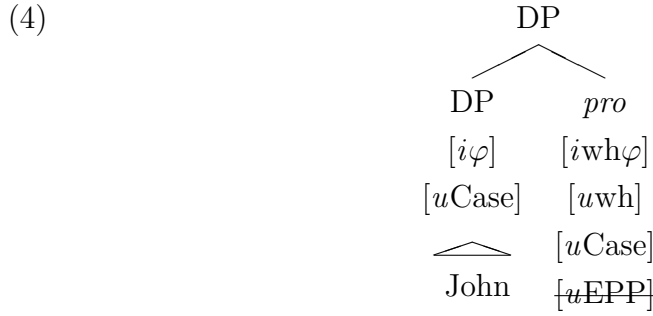 (4) DP
DP pro
[iφ] [iwhφ]
[uCase] [uwh]
[uCase]
John [uEPP]